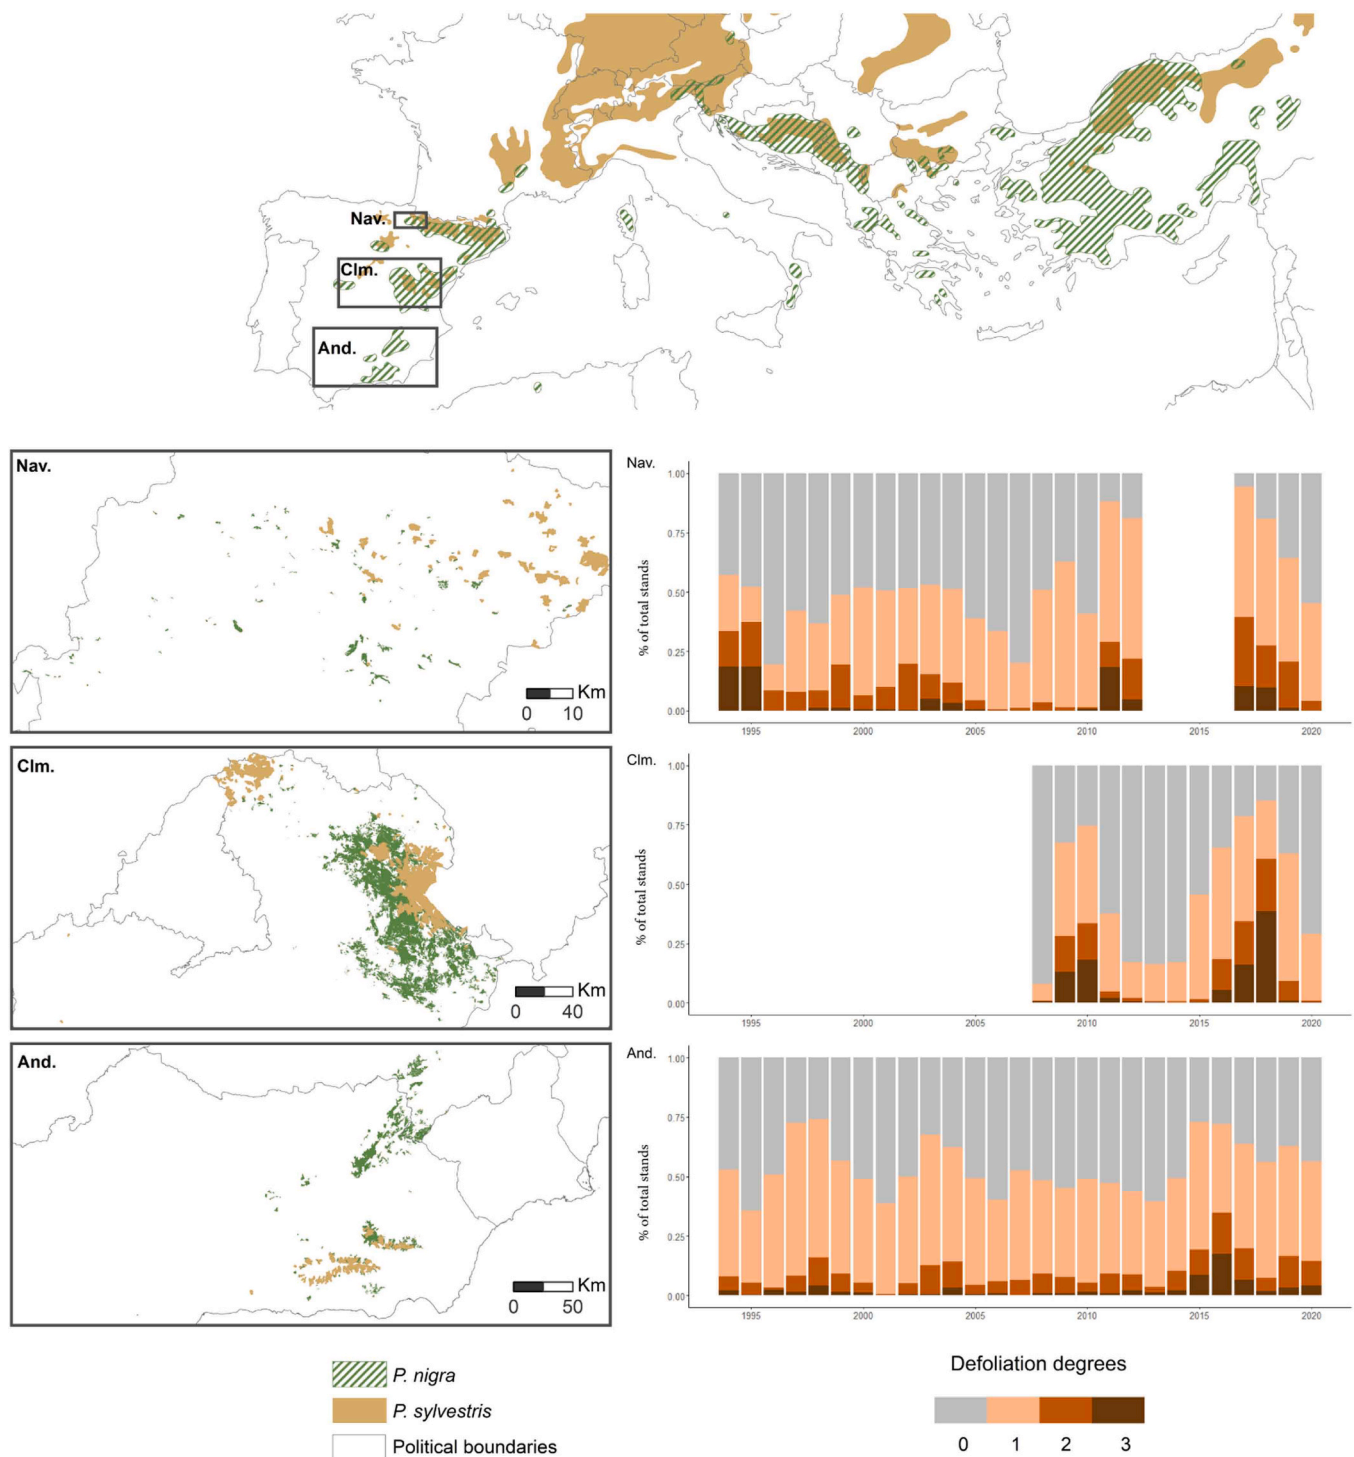 Nav.
Clm.
And.
Nav.
Km
0 10
Nav.
% of total stands
1.00
0.75
0.50
0.25
0.00
1995 2000 2005 2010 2015 2020
Clm.
Km
0 40
Clm.
% of total stands
1.00
0.75
0.50
0.25
0.00
1995 2000 2005 2010 2015 2020
And.
Km
0 50
And.
% of total stands
1.00
0.75
0.50
0.25
0.00
1995 2000 2005 2010 2015 2020
P. nigra
P. sylvestris
Political boundaries
Defoliation degrees
0 1 2 3